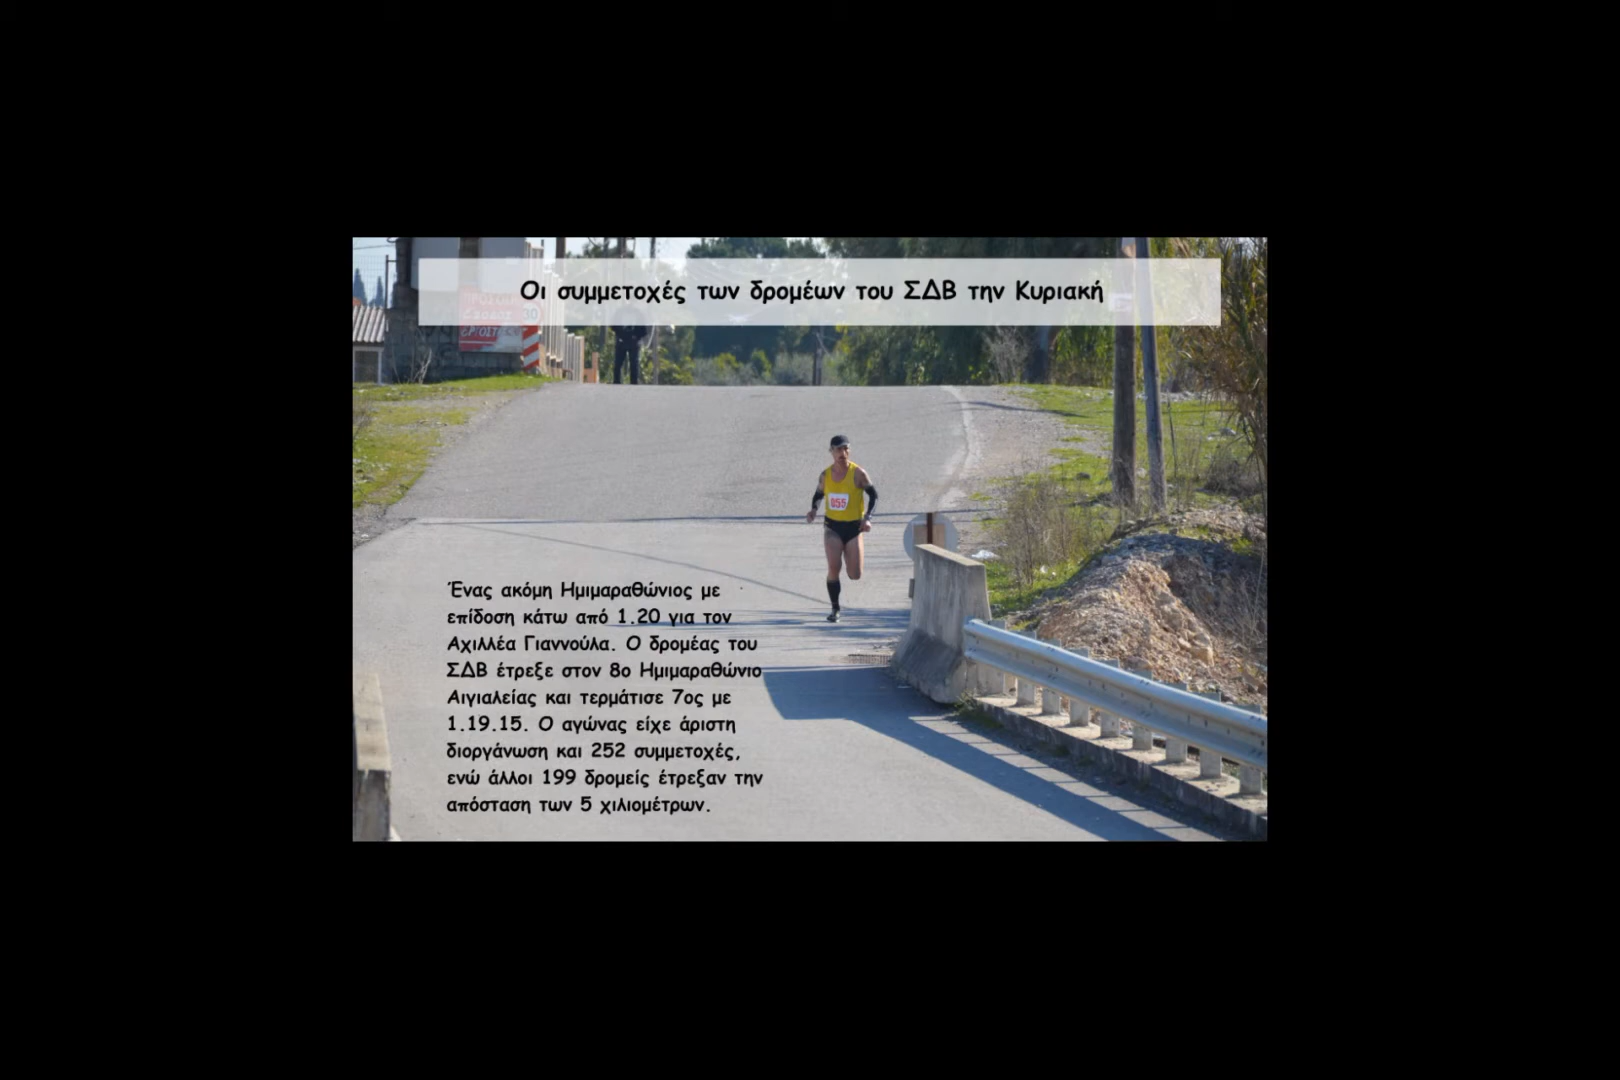 Οι συμμετοχές των δρομέων του ΣΔΒ την Κυριακή
30
055
Ένας ακόμη Ημιμαραθώνιος με
επίδοση κάτω από 1.20 για τον
Αχιλλέα Γιαννούλα. Ο δρομέας του
ΣΔΒ έτρεξε στον 8ο Ημιμαραθώνιο
Αιγιαλείας και τερμάτισε 7ος με
1.19.15. Ο αγώνας είχε άριστη
διοργάνωση και 252 συμμετοχές,
ενώ άλλοι 199 δρομείς έτρεξαν την
απόσταση των 5 χιλιομέτρων.